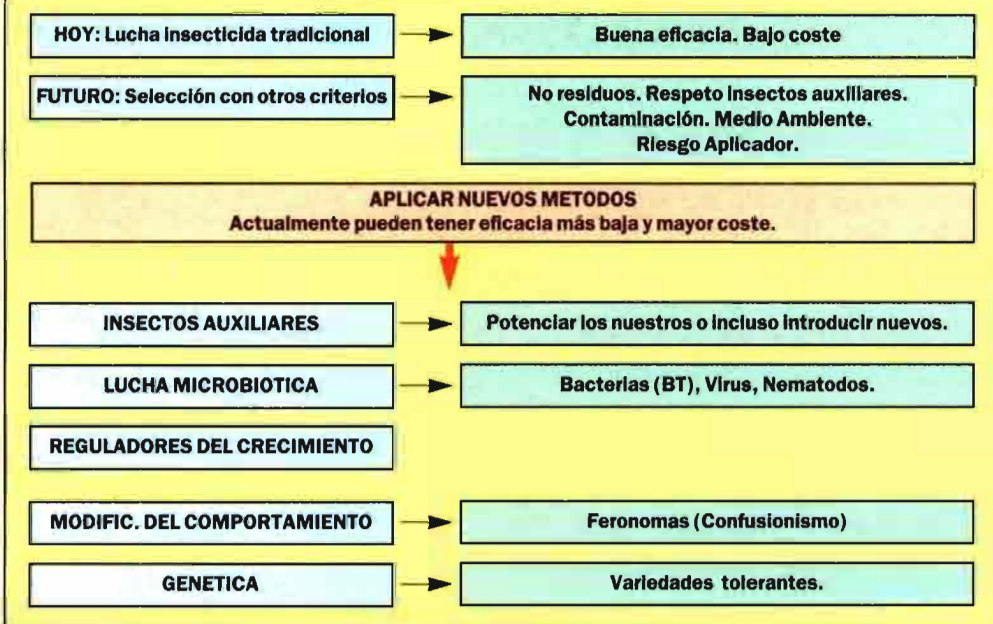 HOY: Lucha insecticida tradicional
Buena eficacia. Bajo coste
FUTURO: Selección con otros criterios
No residuos. Respeto insectos auxiliares.
Contaminación. Medio Ambiente.
Riesgo Aplicador.
APLICAR NUEVOS METODOS
Actualmente pueden tener eficacia más baja y mayor coste.
INSECTOS AUXILIARES
Potenciar los nuestros o incluso introducir nuevos.
LUCHA MICROBIOTICA
Bacterias (BT), Virus, Nematodos.
REGULADORES DEL CRECIMIENTO
MODIFIC. DEL COMPORTAMIENTO
Feronomas (Confusionismo)
GENETICA
Variedades tolerantes.